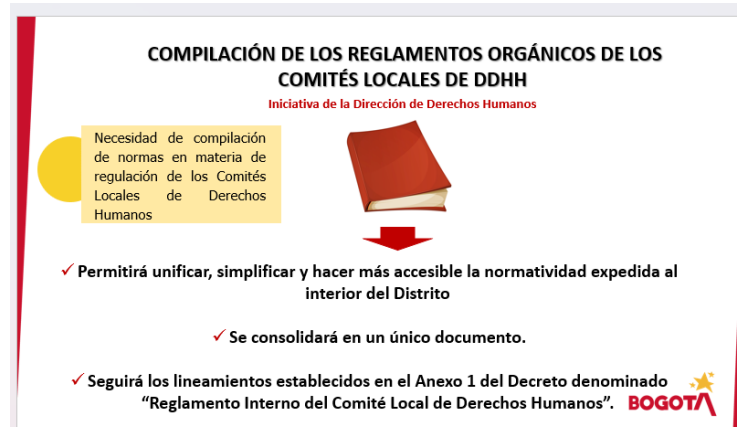 COMPILACIÓN DE LOS REGLAMENTOS ORGÁNICOS DE LOS
COMITÉS LOCALES DE DDHH
Iniciativa de la Dirección de Derechos Humanos
Necesidad de compilación
de normas en materia de
regulación de los Comités
Locales de Derechos
Humanos
✓ Permitirá unificar, simplificar y hacer más accesible la normatividad expedida al
interior del Distrito
✓ Se consolidará en un único documento.
✓ Seguirá los lineamientos establecidos en el Anexo 1 del Decreto denominado
“Reglamento Interno del Comité Local de Derechos Humanos”.
BOGOTÁ